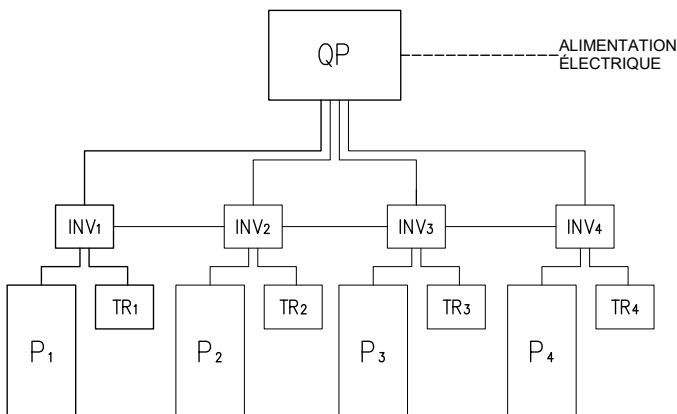 QP
ALIMENTATION
ÉLECTRIQUE
INV1
INV2
INV3
INV4
TR1
TR2
TR3
TR4
P1
P2
P3
P4